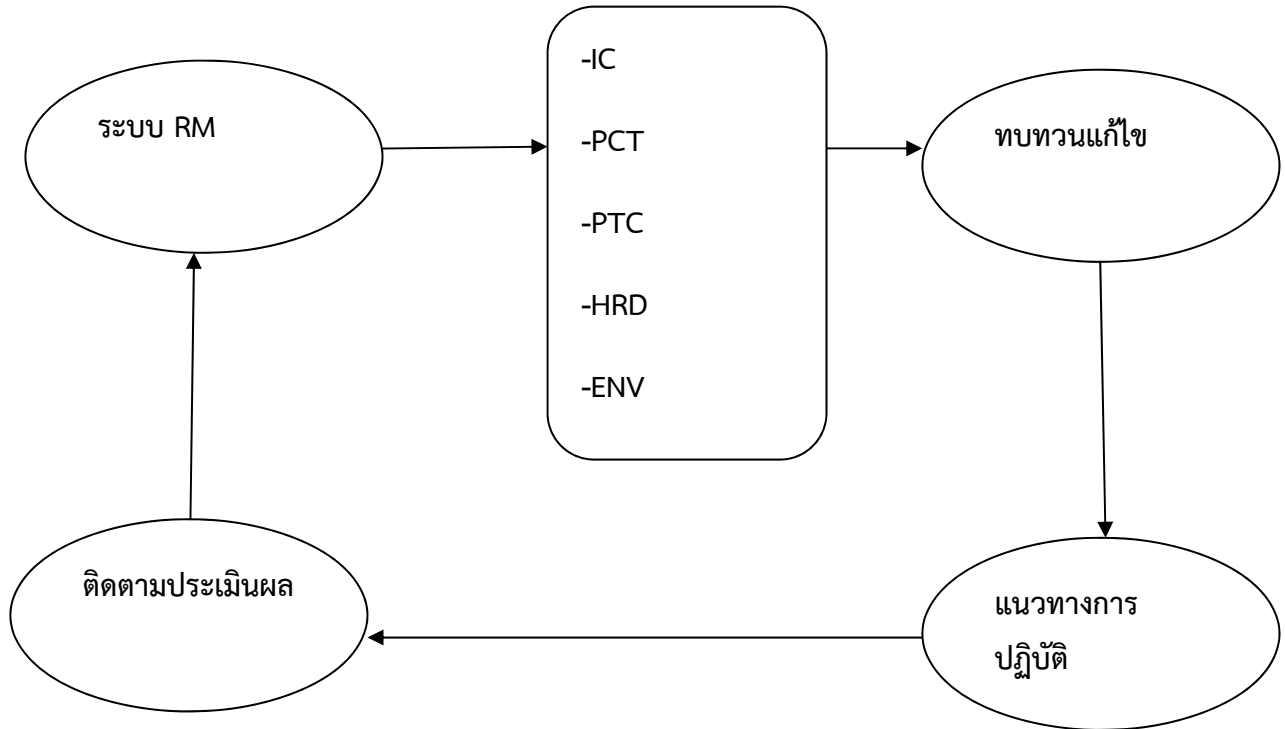 ระบบ RM
-IC
-PCT
-PTC
-HRD
-ENV
ทบทวนแก้ไข
แนวทางการ
ปฏิบัติ
ติดตามประเมินผล